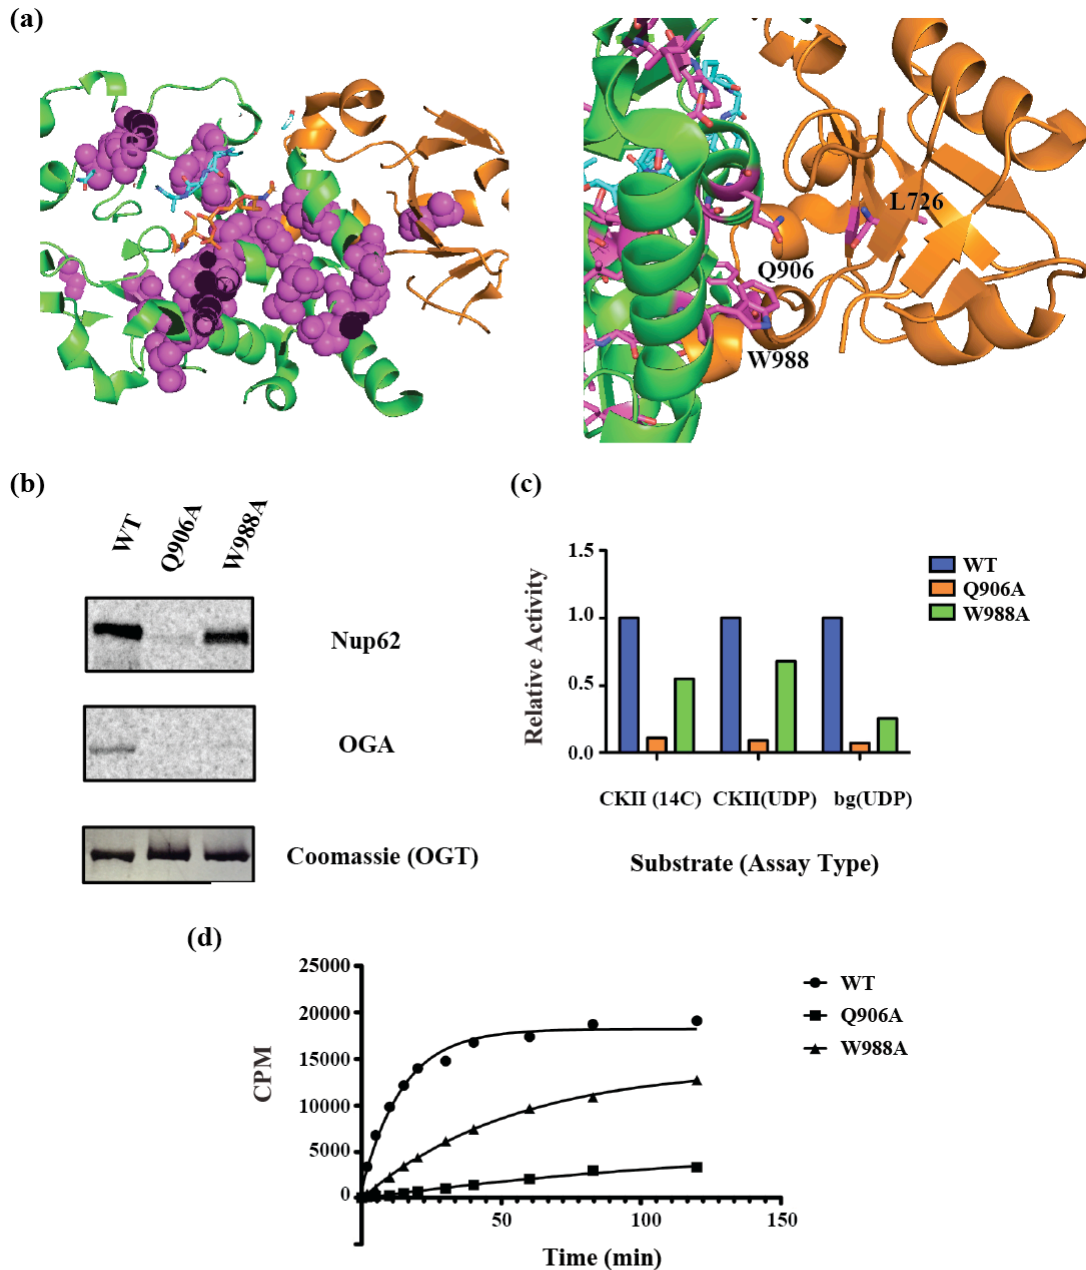 (a)
L726
Q906
W988
(b)
WT
Q906A
W988A
Nup62
OGA
Coomassie (OGT)
(c)
1.5
1.0
0.5
0.0
Relative Activity
CKII (14C)
CKII(UDP)
bg(UDP)
Substrate (Assay Type)
WT
Q906A
W988A
(d)
25000
20000
15000
10000
5000
0
CPM
50
100
150
Time (min)
WT
Q906A
W988A